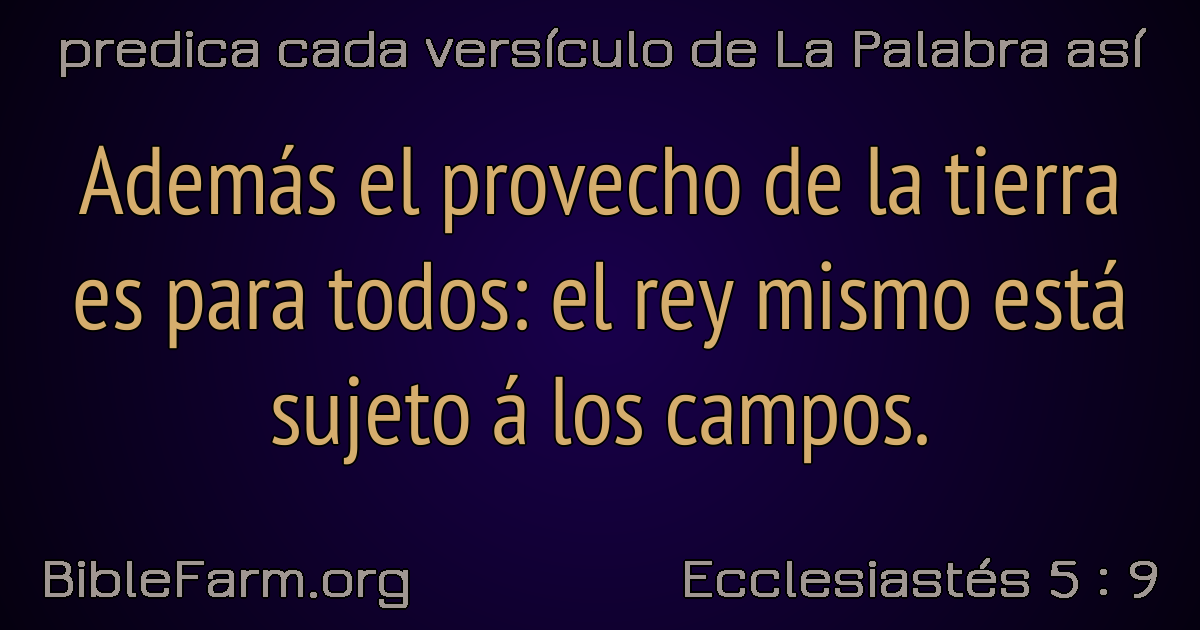 predica cada versículo de La Palabra así
Además el provecho de la tierra
es para todos: el rey mismo está
sujeto á los campos.
BibleFarm.org
Ecclesiastés 5 : 9